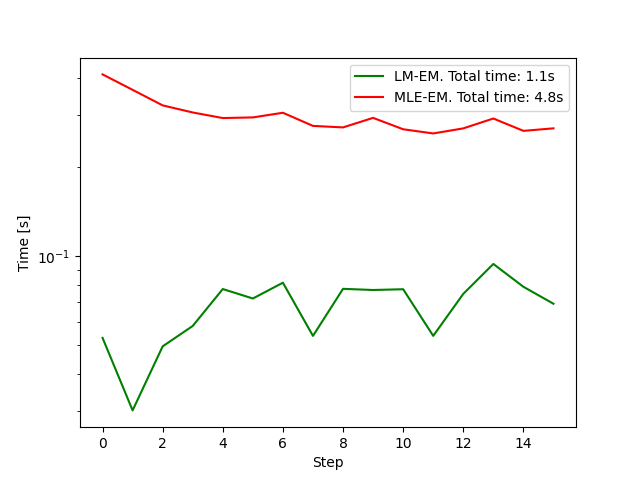 LM-EM. Total time: 1.1s
MLE-EM. Total time: 4.8s
Time [s]
10⁻¹
0 2 4 6 8 10 12 14
Step